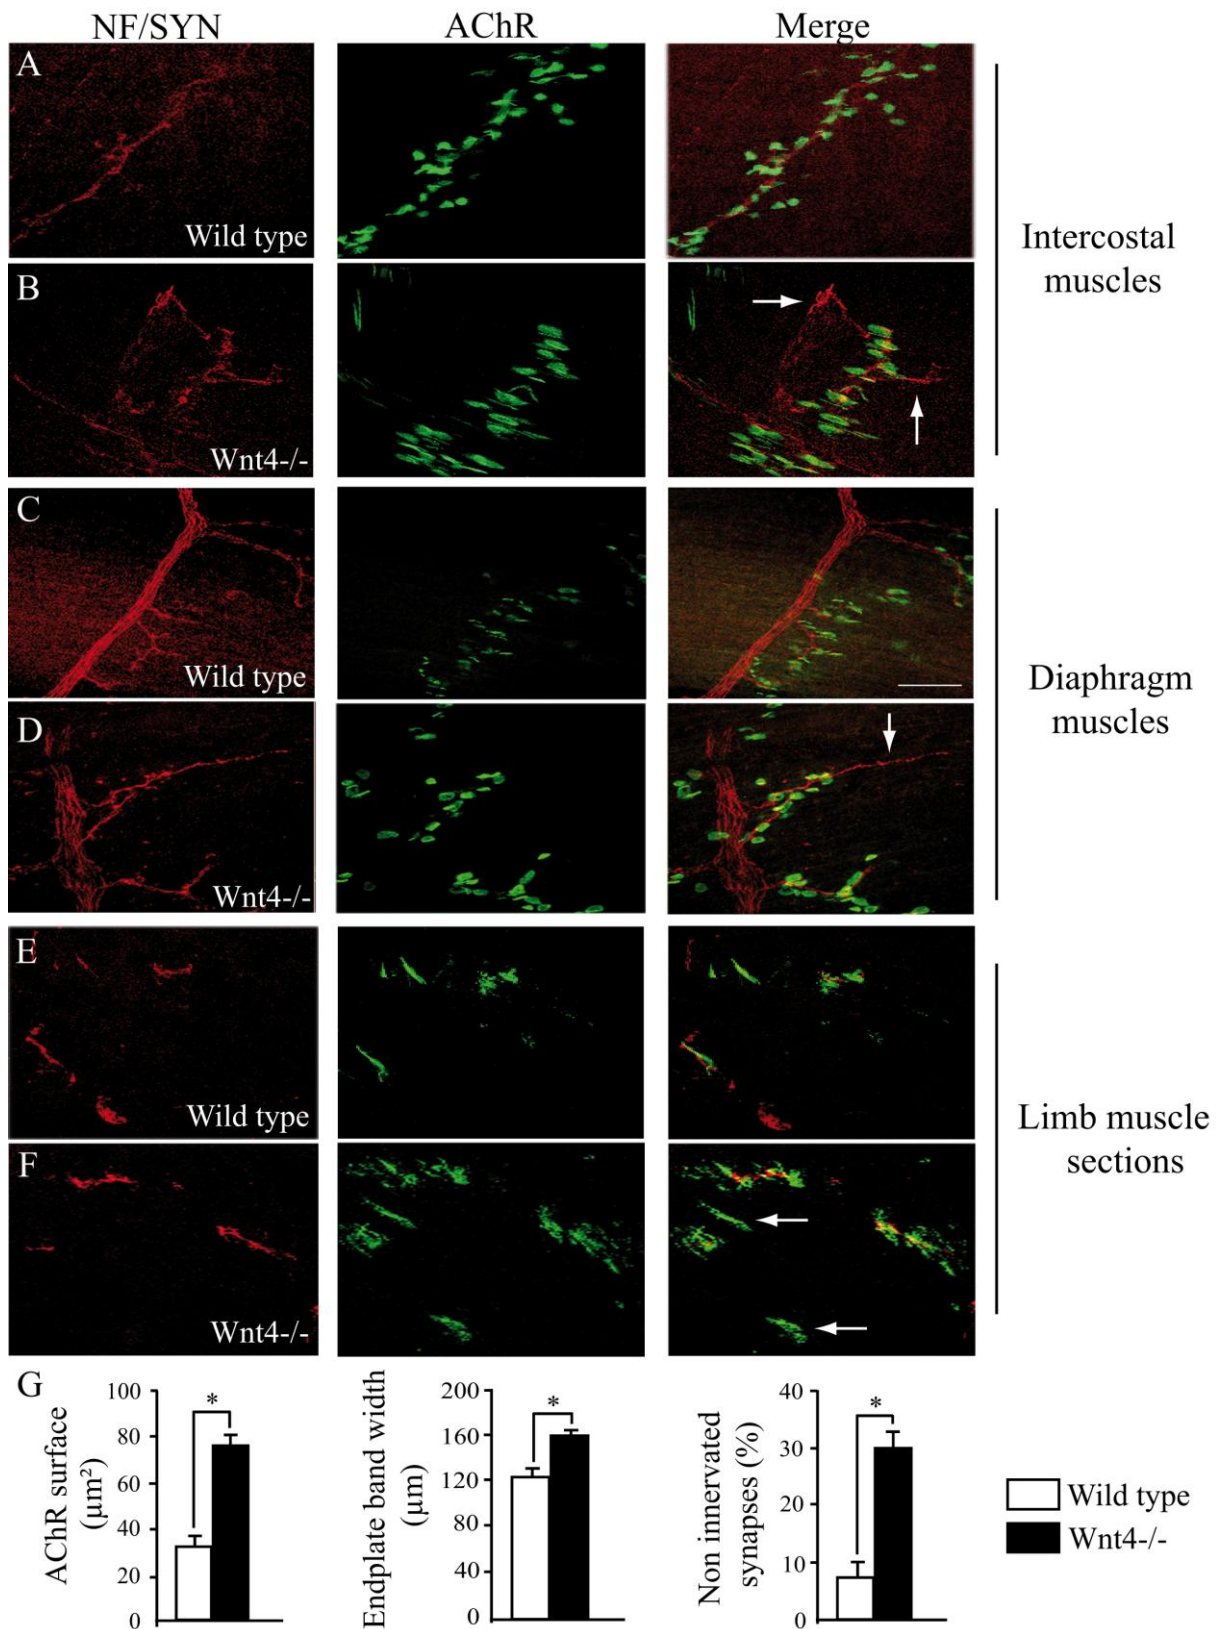 NF/SYN AChR Merge
A
Wild type
Intercostal
muscles
B
Wnt4-/-
C
Wild type
Diaphragm
muscles
D
Wnt4-/-
E
Wild type
Limb muscle
sections
F
Wnt4-/-
G
AChR surface
(µm²)
100
80
60
40
20
0
*
Endplate band width
(µm)
200
160
120
80
40
0
*
Non innervated
synapses (%)
40
30
20
10
0
*
Wild type
Wnt4-/-